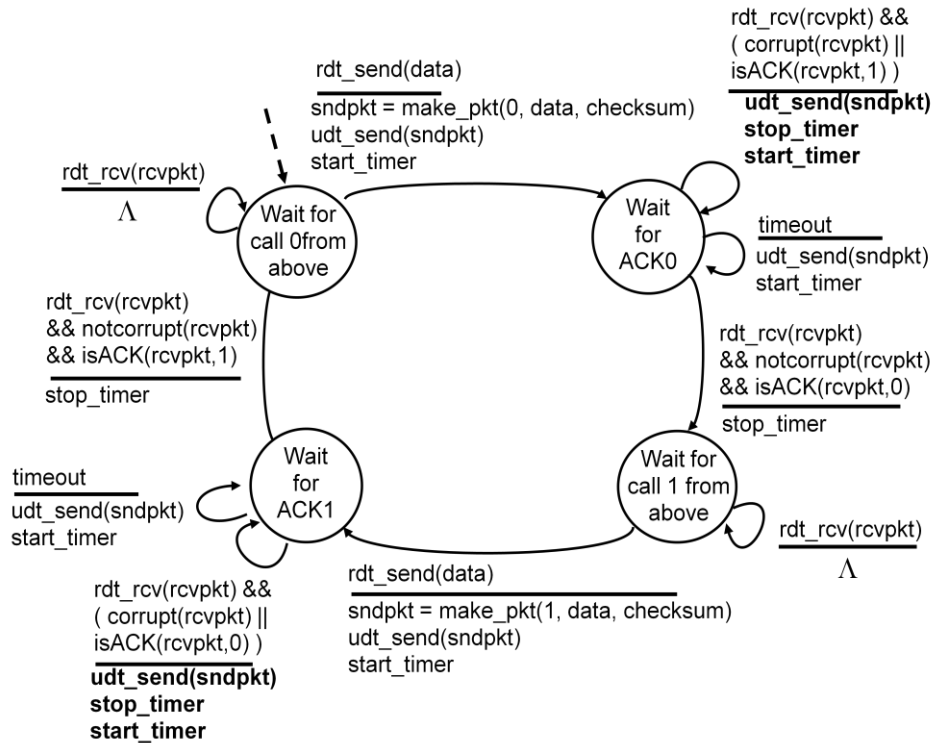 rdt_send(data)
sndpkt = make_pkt(0, data, checksum)
udt_send(sndpkt)
start_timer
rdt_rcv(rcvpkt) &&
( corrupt(rcvpkt) ||
isACK(rcvpkt,1) )
udt_send(sndpkt)
stop_timer
start_timer
rdt_rcv(rcvpkt)
Λ
Wait for
call 0from
above
Wait
for
ACK0
timeout
udt_send(sndpkt)
start_timer
rdt_rcv(rcvpkt)
&& notcorrupt(rcvpkt)
&& isACK(rcvpkt,1)
stop_timer
rdt_rcv(rcvpkt)
&& notcorrupt(rcvpkt)
&& isACK(rcvpkt,0)
stop_timer
Wait
for
ACK1
Wait for
call 1 from
above
timeout
udt_send(sndpkt)
start_timer
rdt_rcv(rcvpkt)
Λ
rdt_rcv(rcvpkt) &&
( corrupt(rcvpkt) ||
isACK(rcvpkt,0) )
udt_send(sndpkt)
stop_timer
start_timer
rdt_send(data)
sndpkt = make_pkt(1, data, checksum)
udt_send(sndpkt)
start_timer